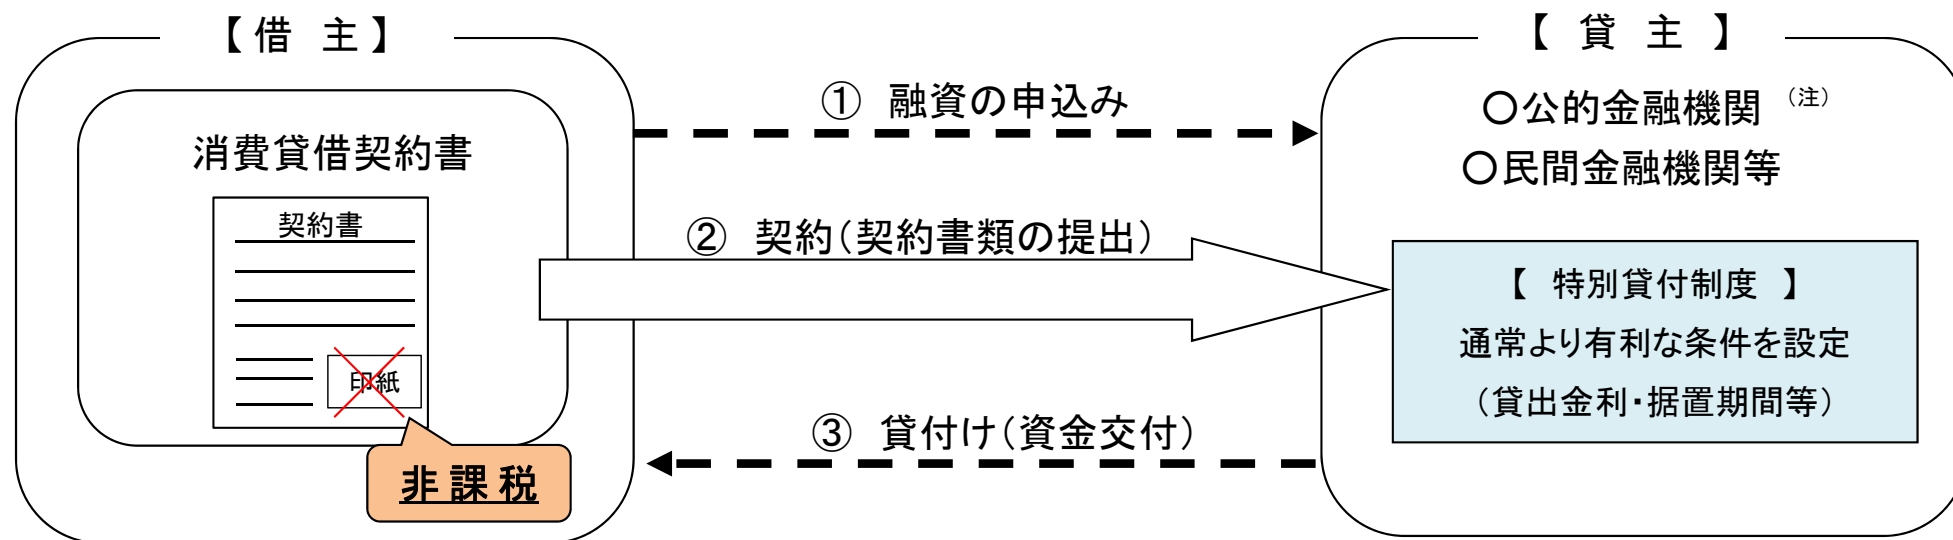 【借 主】
消費貸借契約書
契約書
印紙
非課税
① 融資の申込み
② 契約(契約書類の提出)
③ 貸付け(資金交付)
【 貸 主 】
〇公的金融機関 (注)
〇民間金融機関等
【 特別貸付制度 】
通常より有利な条件を設定
(貸出金利・据置期間等)